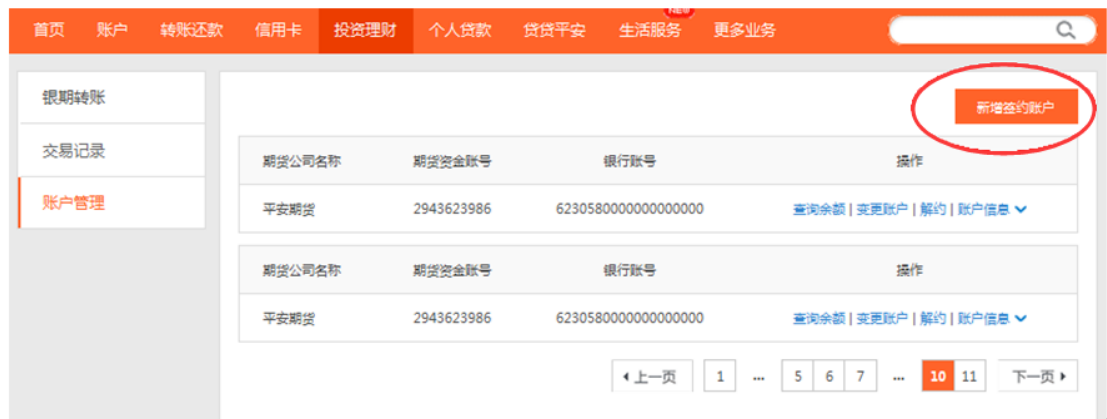 NEW
首页 账户 转账还款 信用卡 投资理财 个人贷款 贷贷平安 生活服务 更多业务
银期转账
交易记录
账户管理
新增签约账户
期货公司名称 期货资金账号 银行账号 操作
平安期货 2943623986 6230580000000000000 查询余额 | 变更账户 | 解约 | 账户信息
期货公司名称 期货资金账号 银行账号 操作
平安期货 2943623986 6230580000000000000 查询余额 | 变更账户 | 解约 | 账户信息
上一页 1 ... 5 6 7 ... 10 11 下一页